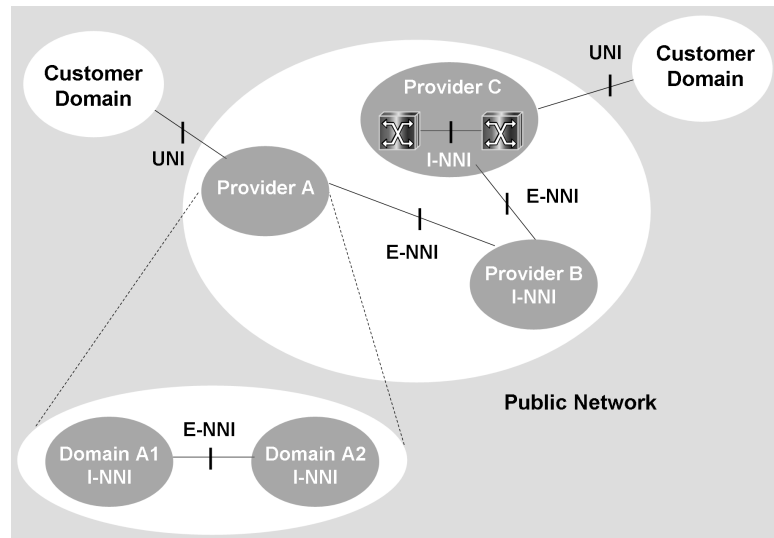 Customer
Domain
UNI
Customer
Domain
UNI
Provider C
I-NNI
Provider A
E-NNI
E-NNI
Provider B
I-NNI
Public Network
E-NNI
Domain A1
I-NNI
Domain A2
I-NNI